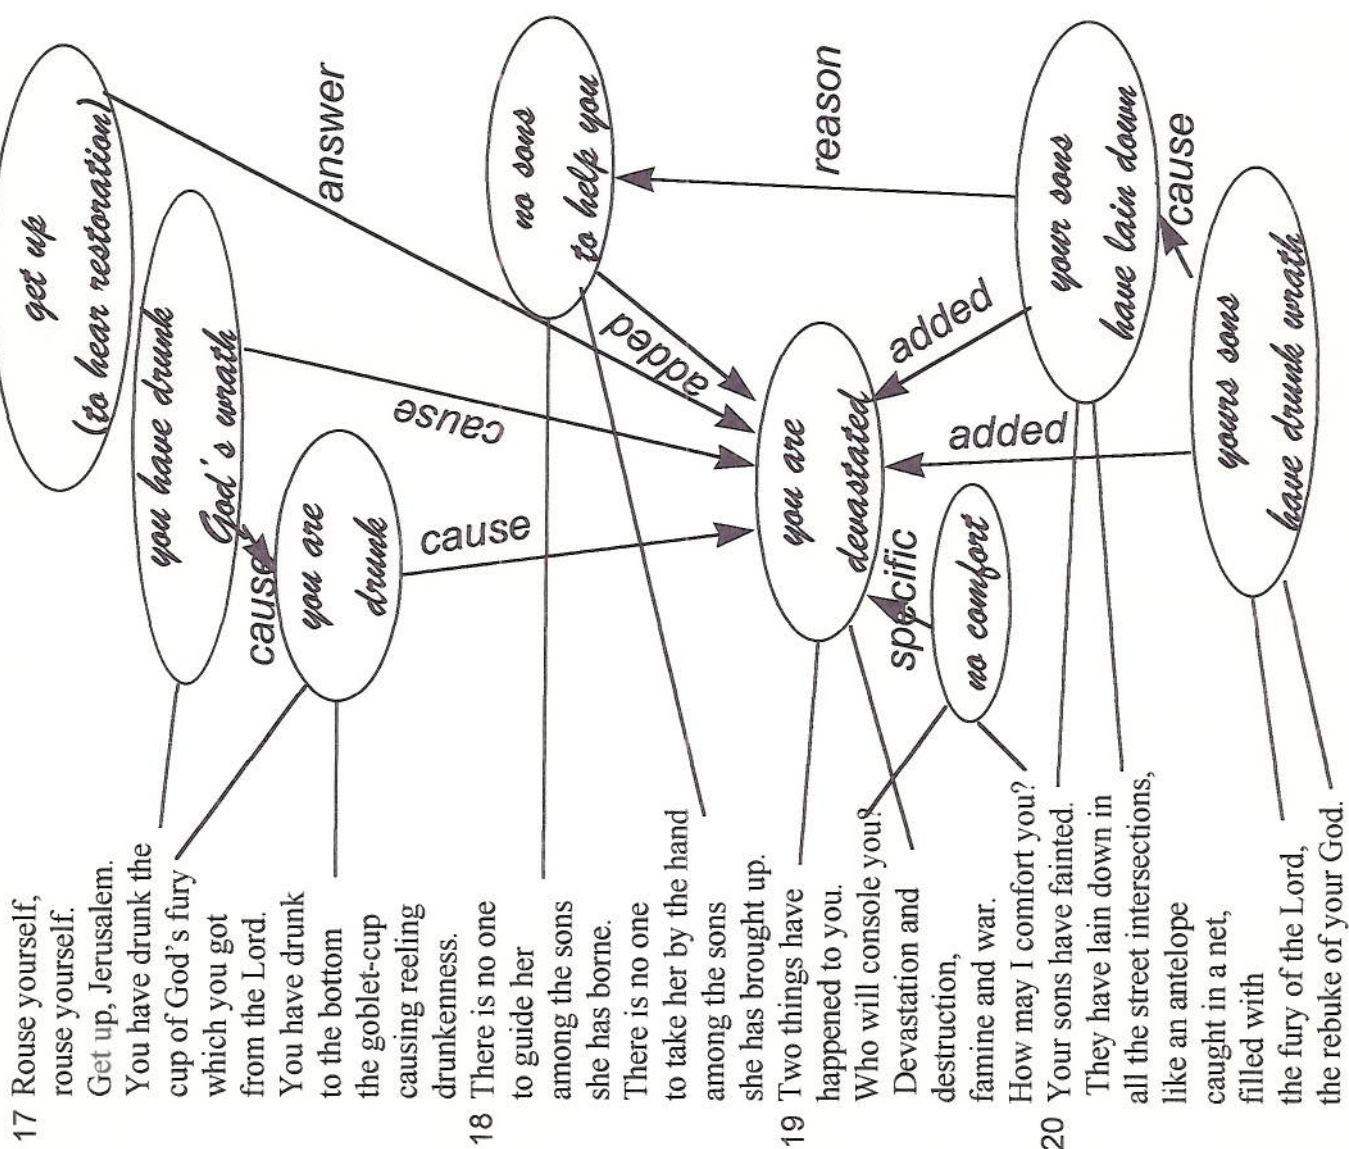 17 Rouse yourself,
rouse yourself.
Get up, Jerusalem.
You have drunk the
cup of God's fury
which you got
from the Lord.
You have drunk
to the bottom
the goblet-cup
causing reeling
drunkenness.
18 There is no one
to guide her
among the sons
she has borne.
There is no one
to take her by the hand
among the sons
she has brought up.
19 Two things have
happened to you.
Who will console you?
Devastation and
destruction,
famine and war.
How may I comfort you?
20 Your sons have fainted.
They have lain down in
all the street intersections,
like an antelope
caught in a net,
filled with
the fury of the Lord,
the rebuke of your God.
get up
(to hear restoration)
you have drunk
God's wrath
cause
you are
drunk
answer
cause
cause
no sons
to help you
added
reason
you are
devastated
added
added
specific
no comfort
your sons
have lain down
cause
yours sons
have drunk wrath